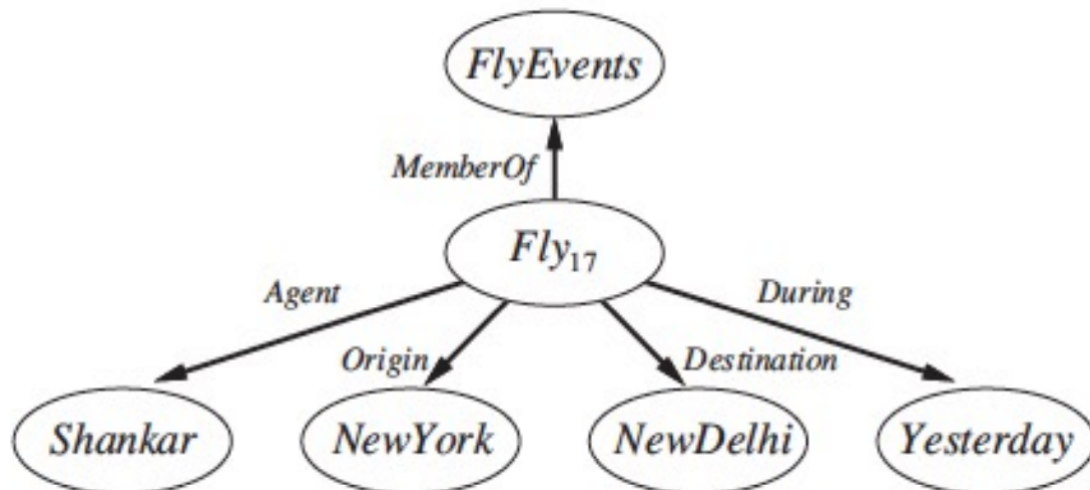 FlyEvents
MemberOf
Fly17
Agent
During
Origin
Destination
Shankar
NewYork
NewDelhi
Yesterday